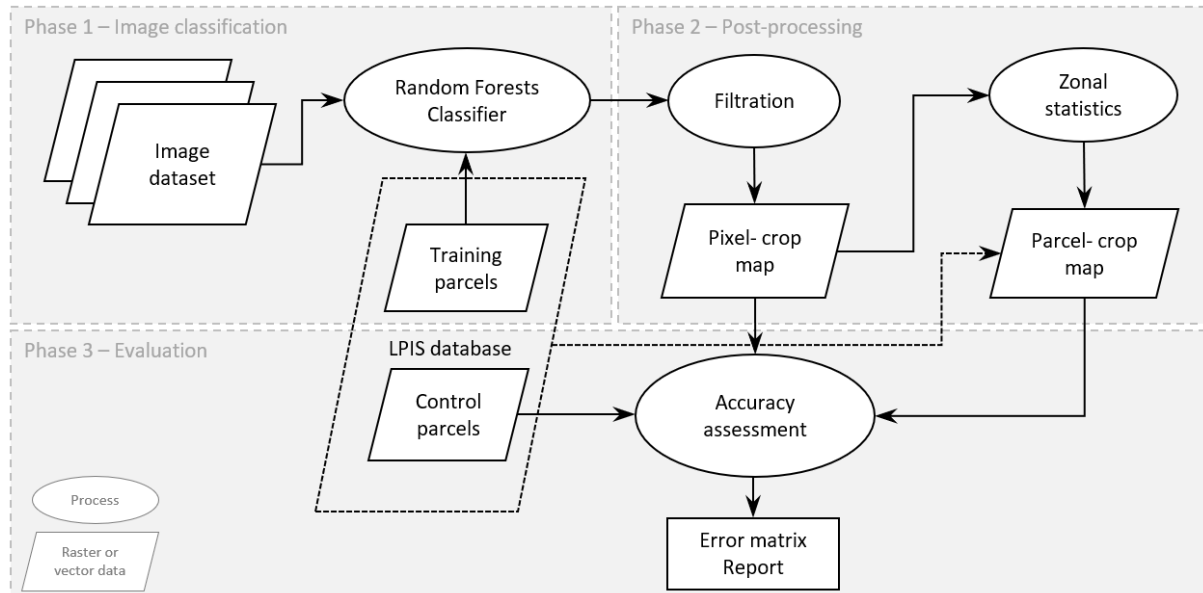 Phase 1 – Image classification
Phase 2 – Post-processing
Random Forests
Classifier
Filtration
Zonal
statistics
Image
dataset
Training
parcels
Pixel- crop
map
Parcel- crop
map
Phase 3 – Evaluation
LPIS database
Control
parcels
Accuracy
assessment
Process
Raster or
vector data
Error matrix
Report